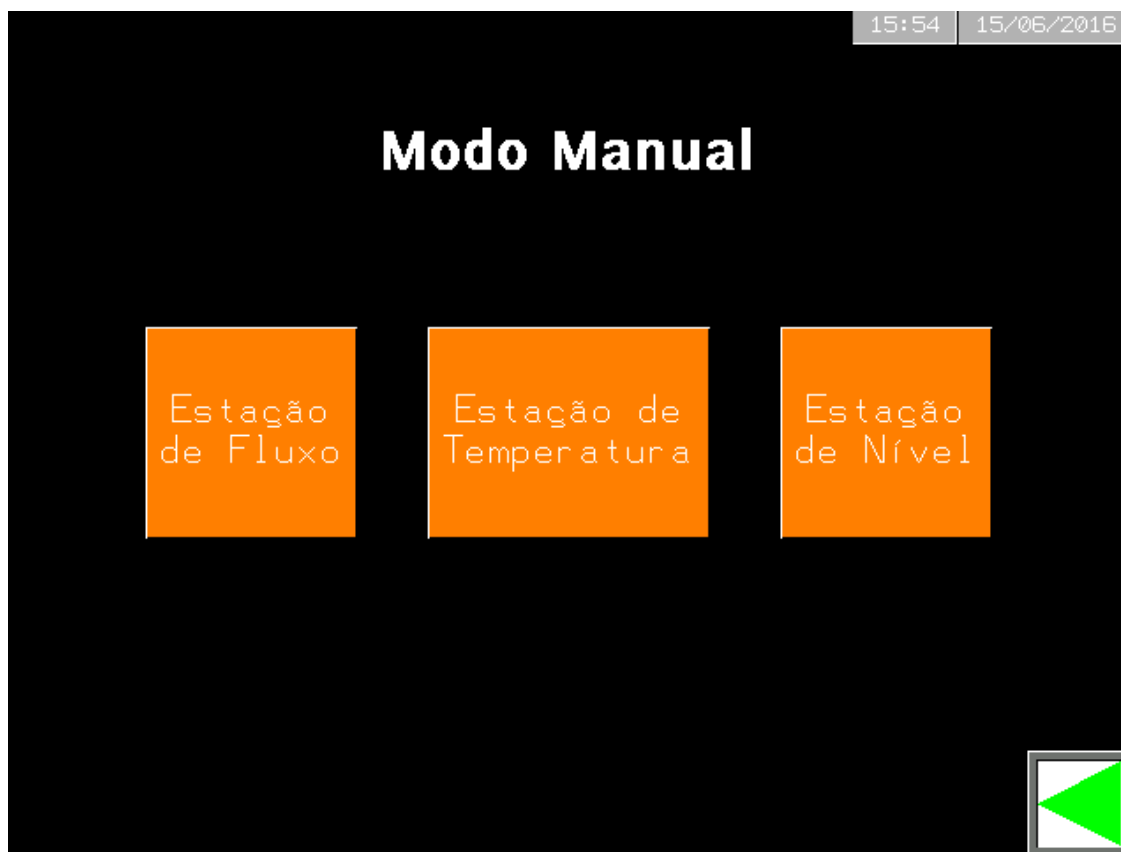 15:54 15/06/2016
Modo Manual
Estação
de Fluxo
Estação de
Temperatura
Estação
de Nível